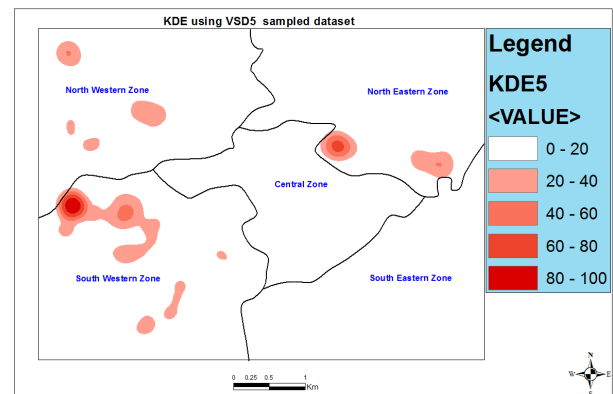 KDE using VSD5 sampled dataset
Legend
KDE5
<VALUE>
0 - 20
20 - 40
40 - 60
60 - 80
80 - 100
North Western Zone
North Eastern Zone
Central Zone
South Western Zone
South Eastern Zone
0 0.25 0.5 1
Km
N
W E
S